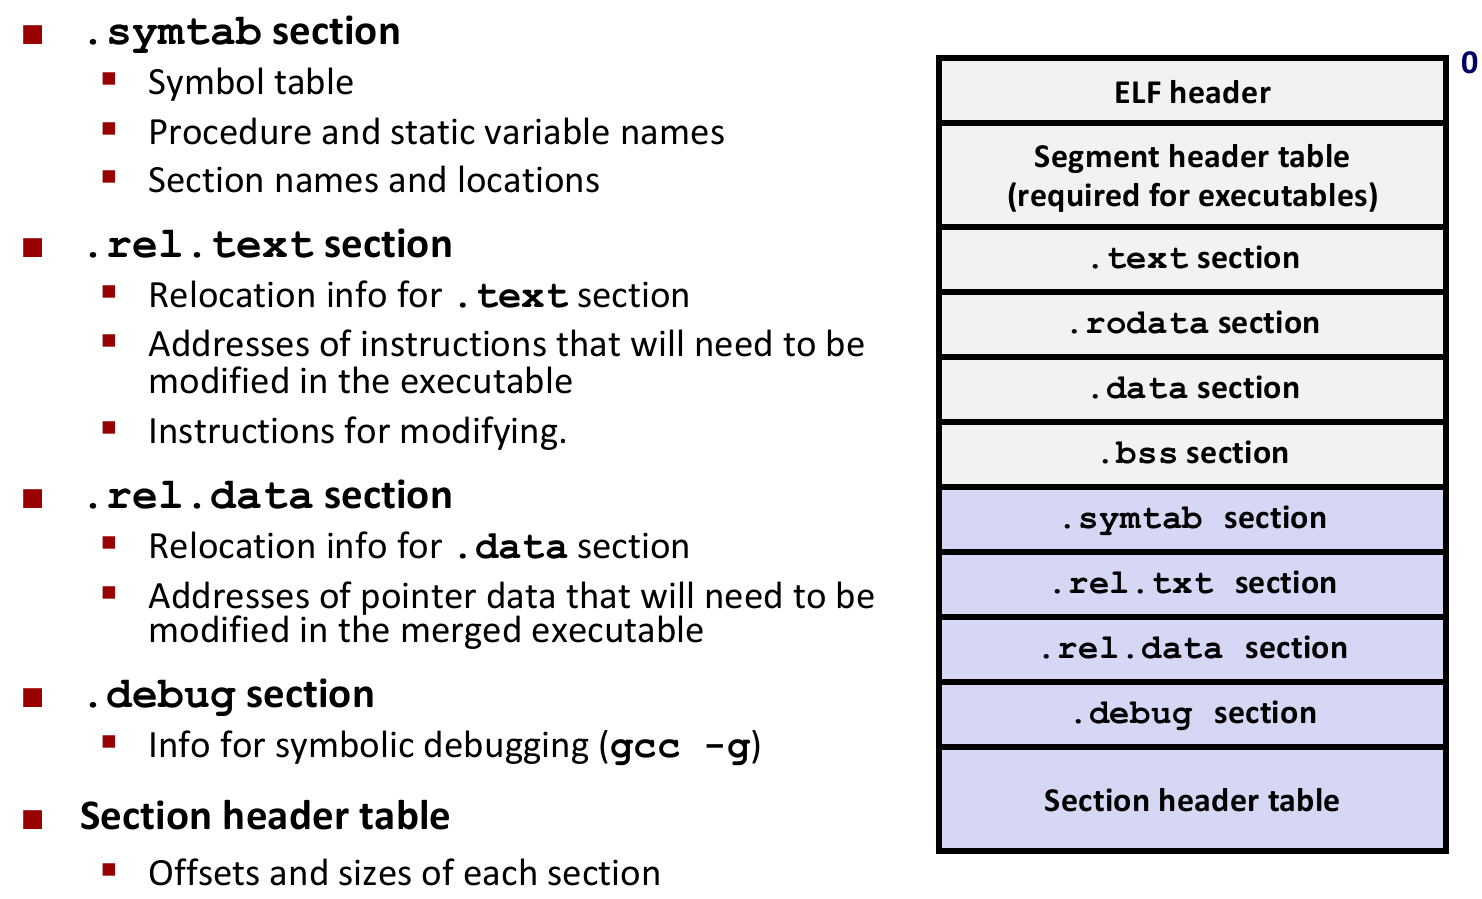 .symtab section
Symbol table
Procedure and static variable names
Section names and locations
.rel.text section
Relocation info for .text section
Addresses of instructions that will need to be
modified in the executable
Instructions for modifying.
.rel.data section
Relocation info for .data section
Addresses of pointer data that will need to be
modified in the merged executable
.debug section
Info for symbolic debugging (gcc -g)
Section header table
Offsets and sizes of each section
0
ELF header
Segment header table
(required for executables)
.text section
.rodata section
.data section
.bss section
.symtab section
.rel.txt section
.rel.data section
.debug section
Section header table